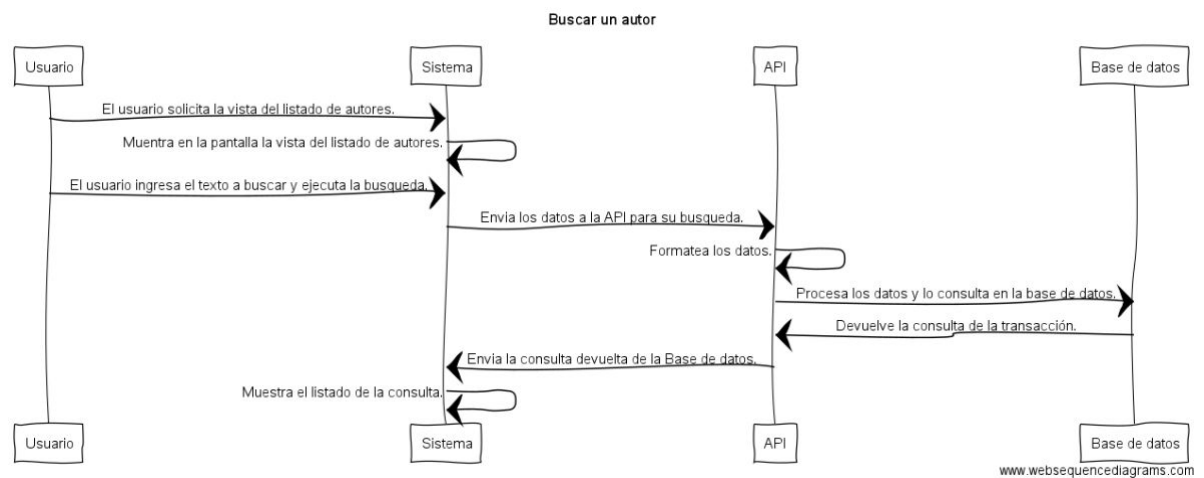 Buscar un autor
Usuario
Sistema
API
Base de datos
El usuario solicita la vista del listado de autores.
Muentra en la pantalla la vista del listado de autores.
El usuario ingresa el texto a buscar y ejecuta la busqueda.
Envia los datos a la API para su busqueda.
Formatea los datos.
Procesa los datos y lo consulta en la base de datos.
Devuelve la consulta de la transacción.
Envia la consulta devuelta de la Base de datos.
Muestra el listado de la consulta.
Usuario
Sistema
API
Base de datos
www.websequencediagrams.com